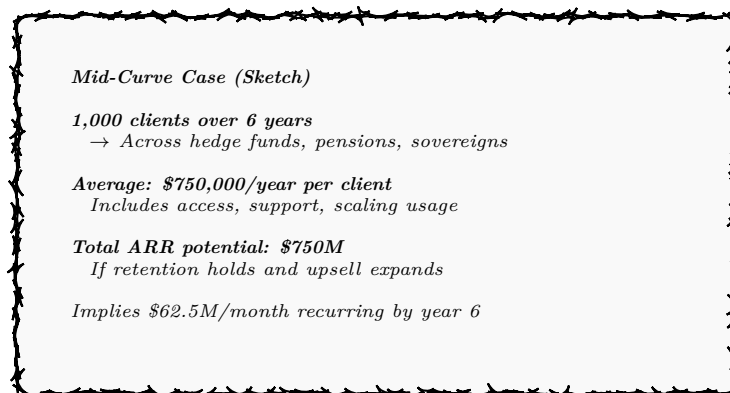 Mid-Curve Case (Sketch)
1,000 clients over 6 years
→ Across hedge funds, pensions, sovereigns
Average: $750,000/year per client
Includes access, support, scaling usage
Total ARR potential: $750M
If retention holds and upsell expands
Implies $62.5M/month recurring by year 6